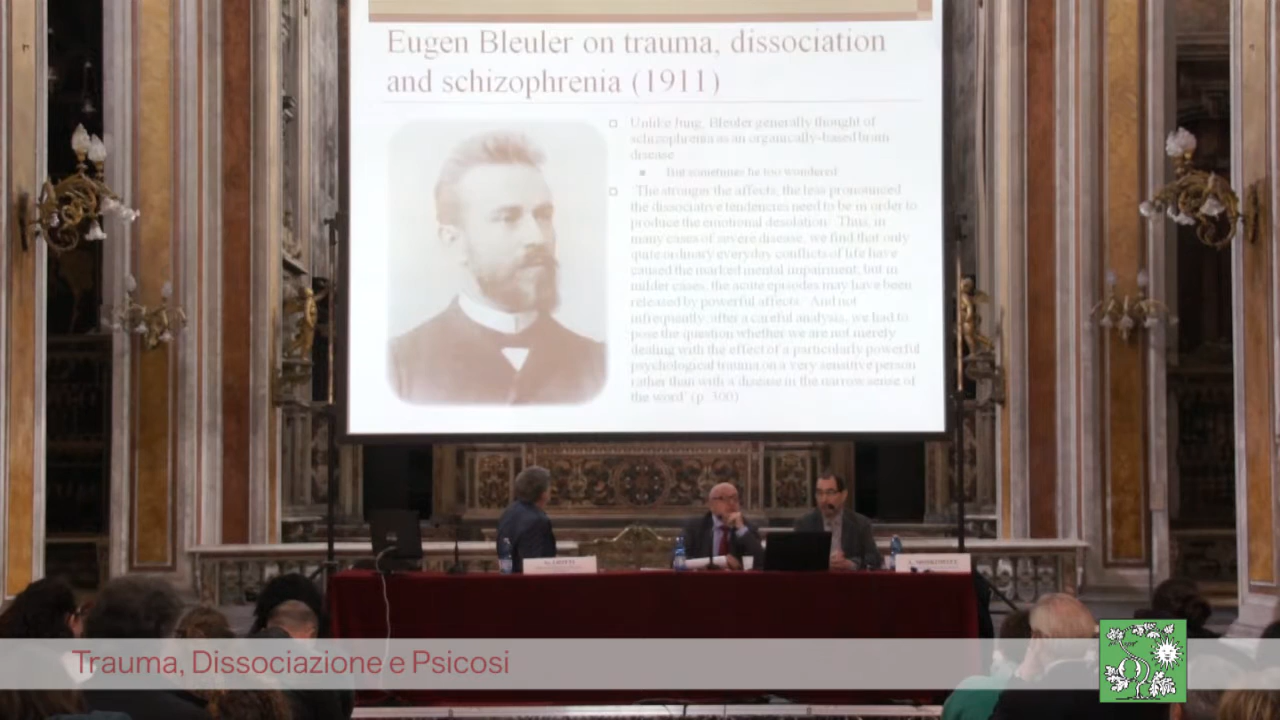 Eugen Bleuler on trauma, dissociation
and schizophrenia (1911)
Unlike Jung, Bleuler generally thought of
schizophrenia as an organically-based brain
disease
But sometimes he too wondered
'The stronger the affects, the less pronounced
the dissociative tendencies need to be in order to
produce the emotional desolation. Thus, in
many cases of severe disease, we find that only
quite ordinary everyday conflicts of life have
caused the marked mental impairment; but in
milder cases, the acute episodes may have been
released by powerful affects. And not
infrequently, after a careful analysis, we had to
pose the question whether we are not merely
dealing with the effect of a particularly powerful
psychological trauma on a very sensitive person
rather than with a disease in the narrow sense of
the word' (p. 300)
A. MOSKOWITZ
Trauma, Dissociazione e Psicosi